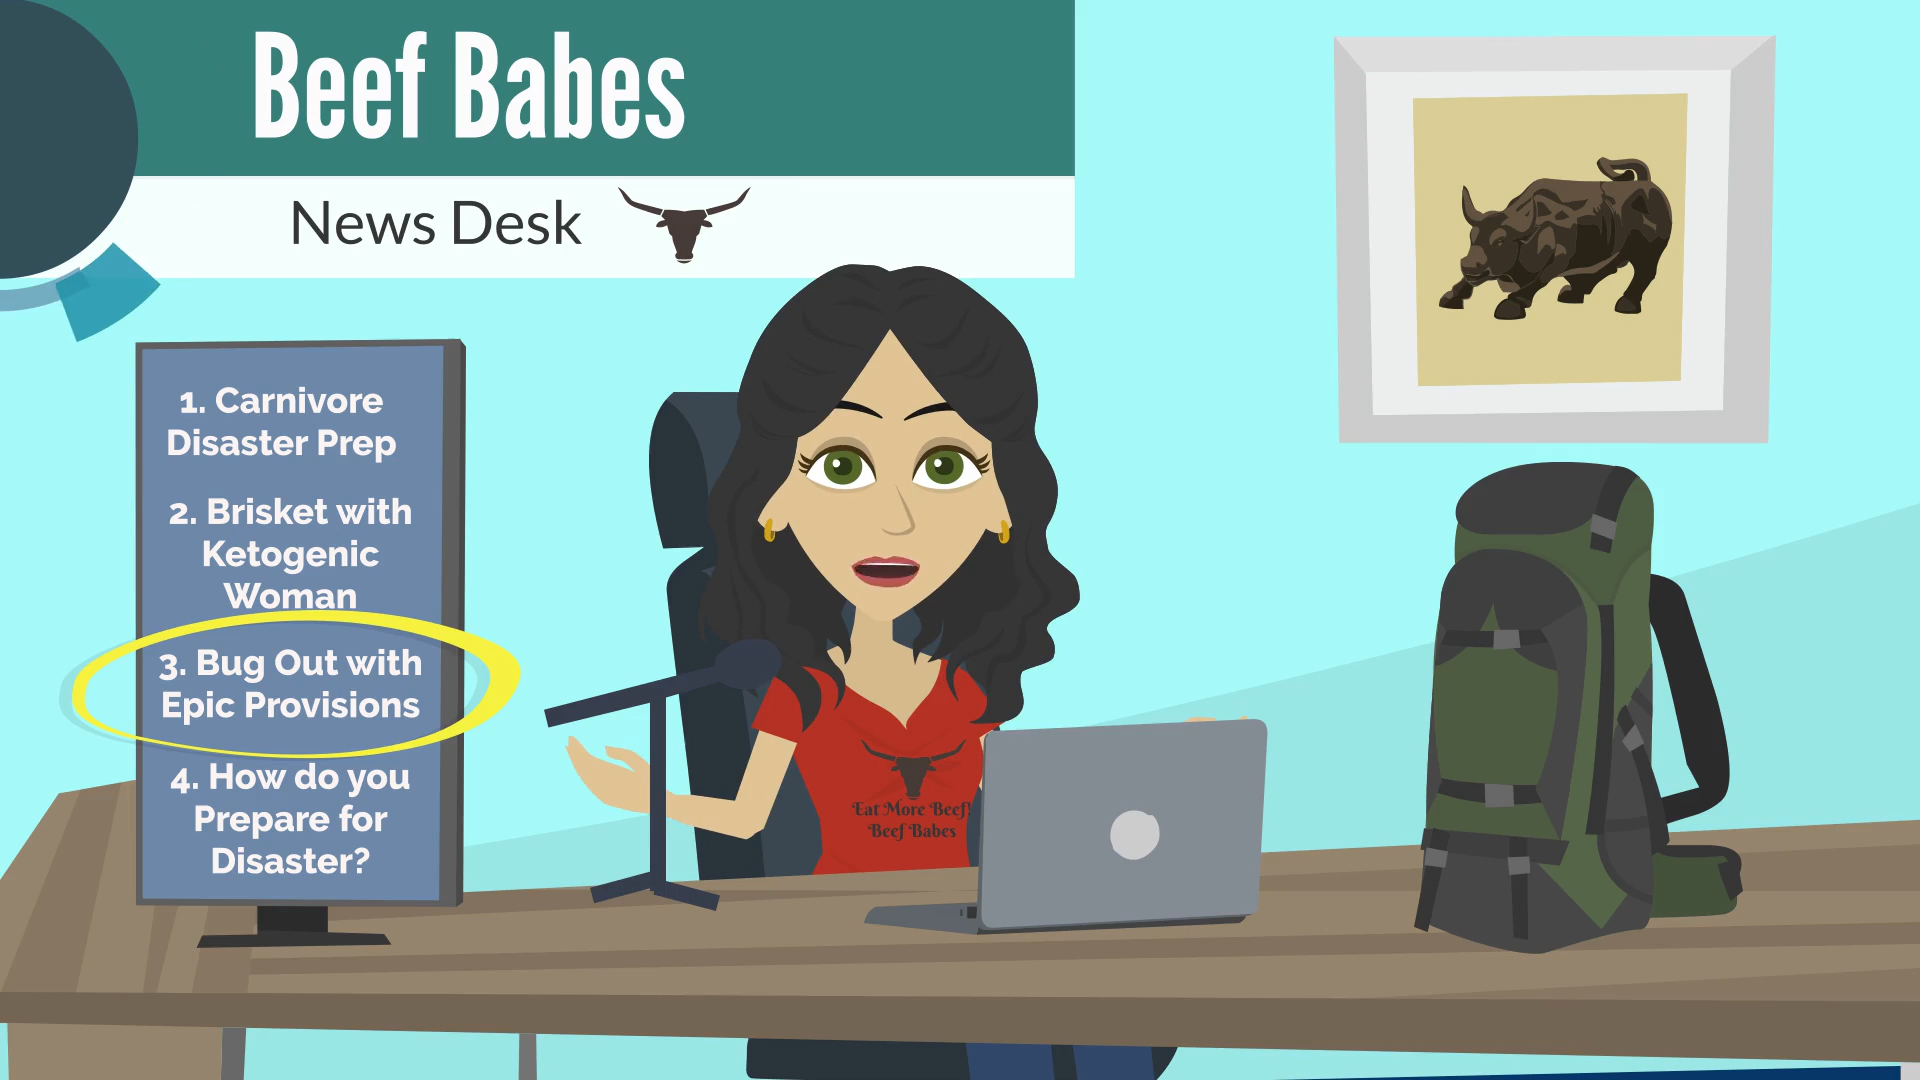 Beef Babes
News Desk
1. Carnivore
Disaster Prep
2. Brisket with
Ketogenic
Woman
3. Bug Out with
Epic Provisions
4. How do you
Prepare for
Disaster?
Eat More Beef!
Beef Babes